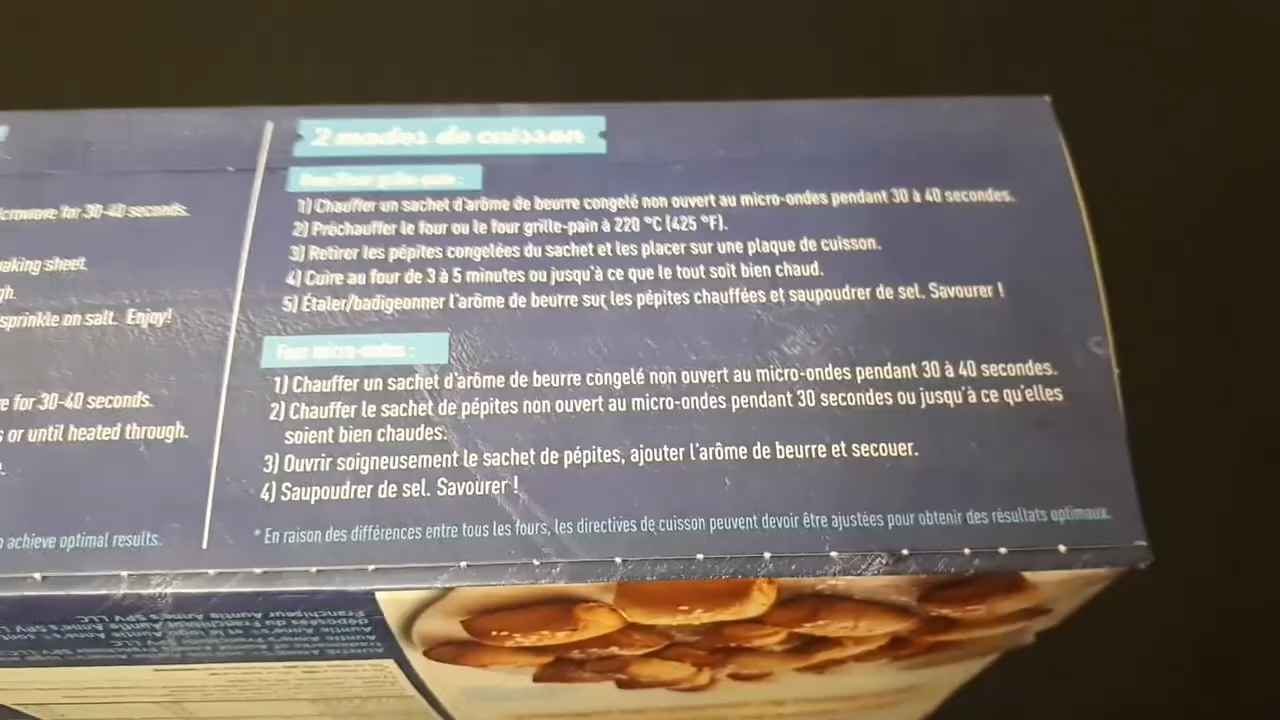 2 modes de cuisson
1) Chauffer un sachet d'arôme de beurre congelé non ouvert au micro-ondes pendant 30 à 40 secondes.
2) Préchauffer le four ou le four grille-pain à 220 °C (425 °F).
3) Retirer les pépites congelées du sachet et les placer sur une plaque de cuisson.
4) Cuire au four de 3 à 5 minutes ou jusqu'à ce que le tout soit bien chaud.
5) Étaler/badigeonner l'arôme de beurre sur les pépites chauffées et saupoudrer de sel. Savourer !
Four micro-ondes :
1) Chauffer un sachet d'arôme de beurre congelé non ouvert au micro-ondes pendant 30 à 40 secondes.
2) Chauffer le sachet de pépites non ouvert au micro-ondes pendant 30 secondes ou jusqu'à ce qu'elles
soient bien chaudes.
3) Ouvrir soigneusement le sachet de pépites, ajouter l'arôme de beurre et secouer.
4) Saupoudrer de sel. Savourer !
* En raison des différences entre tous les fours, les directives de cuisson peuvent devoir être ajustées pour obtenir des résultats optimaux.
for 30-40 seconds.
sheet.
sprinkle on salt. Enjoy!
for 30-40 seconds.
or until heated through.
achieve optimal results.